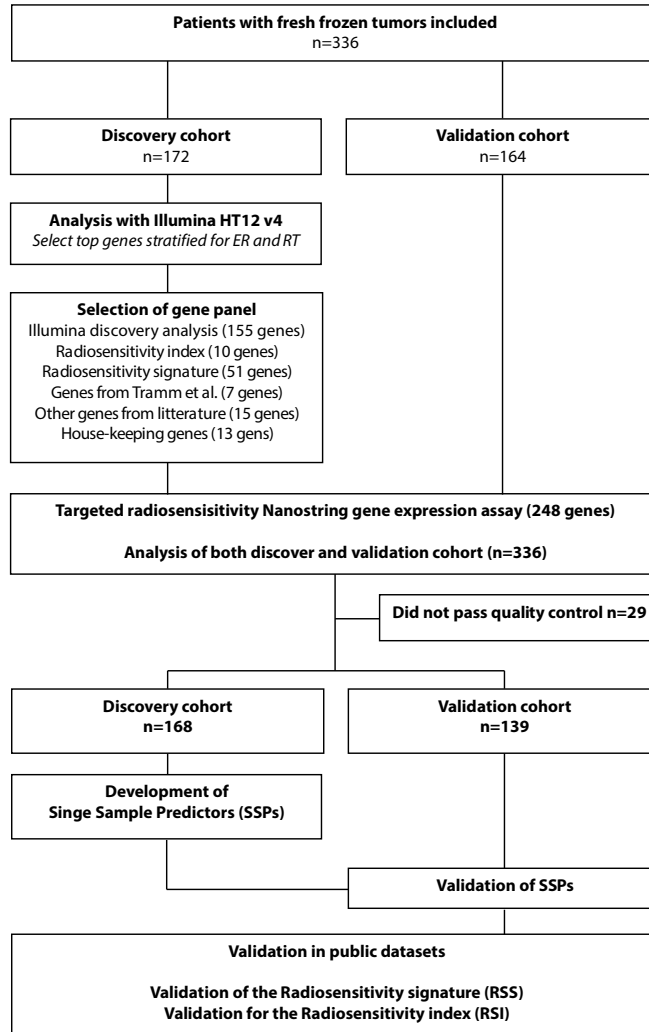 Patients with fresh frozen tumors included
n=336
Discovery cohort
n=172
Validation cohort
n=164
Analysis with Illumina HT12 v4
Select top genes stratified for ER and RT
Selection of gene panel
Illumina discovery analysis (155 genes)
Radiosensitivity index (10 genes)
Radiosensitivity signature (51 genes)
Genes from Tramm et al. (7 genes)
Other genes from litterature (15 genes)
House-keeping genes (13 gens)
Targeted radiosensisitivity Nanostring gene expression assay (248 genes)
Analysis of both discover and validation cohort (n=336)
Did not pass quality control n=29
Discovery cohort
n=168
Validation cohort
n=139
Development of
Singe Sample Predictors (SSPs)
Validation of SSPs
Validation in public datasets
Validation of the Radiosensitivity signature (RSS)
Validation for the Radiosensitivity index (RSI)